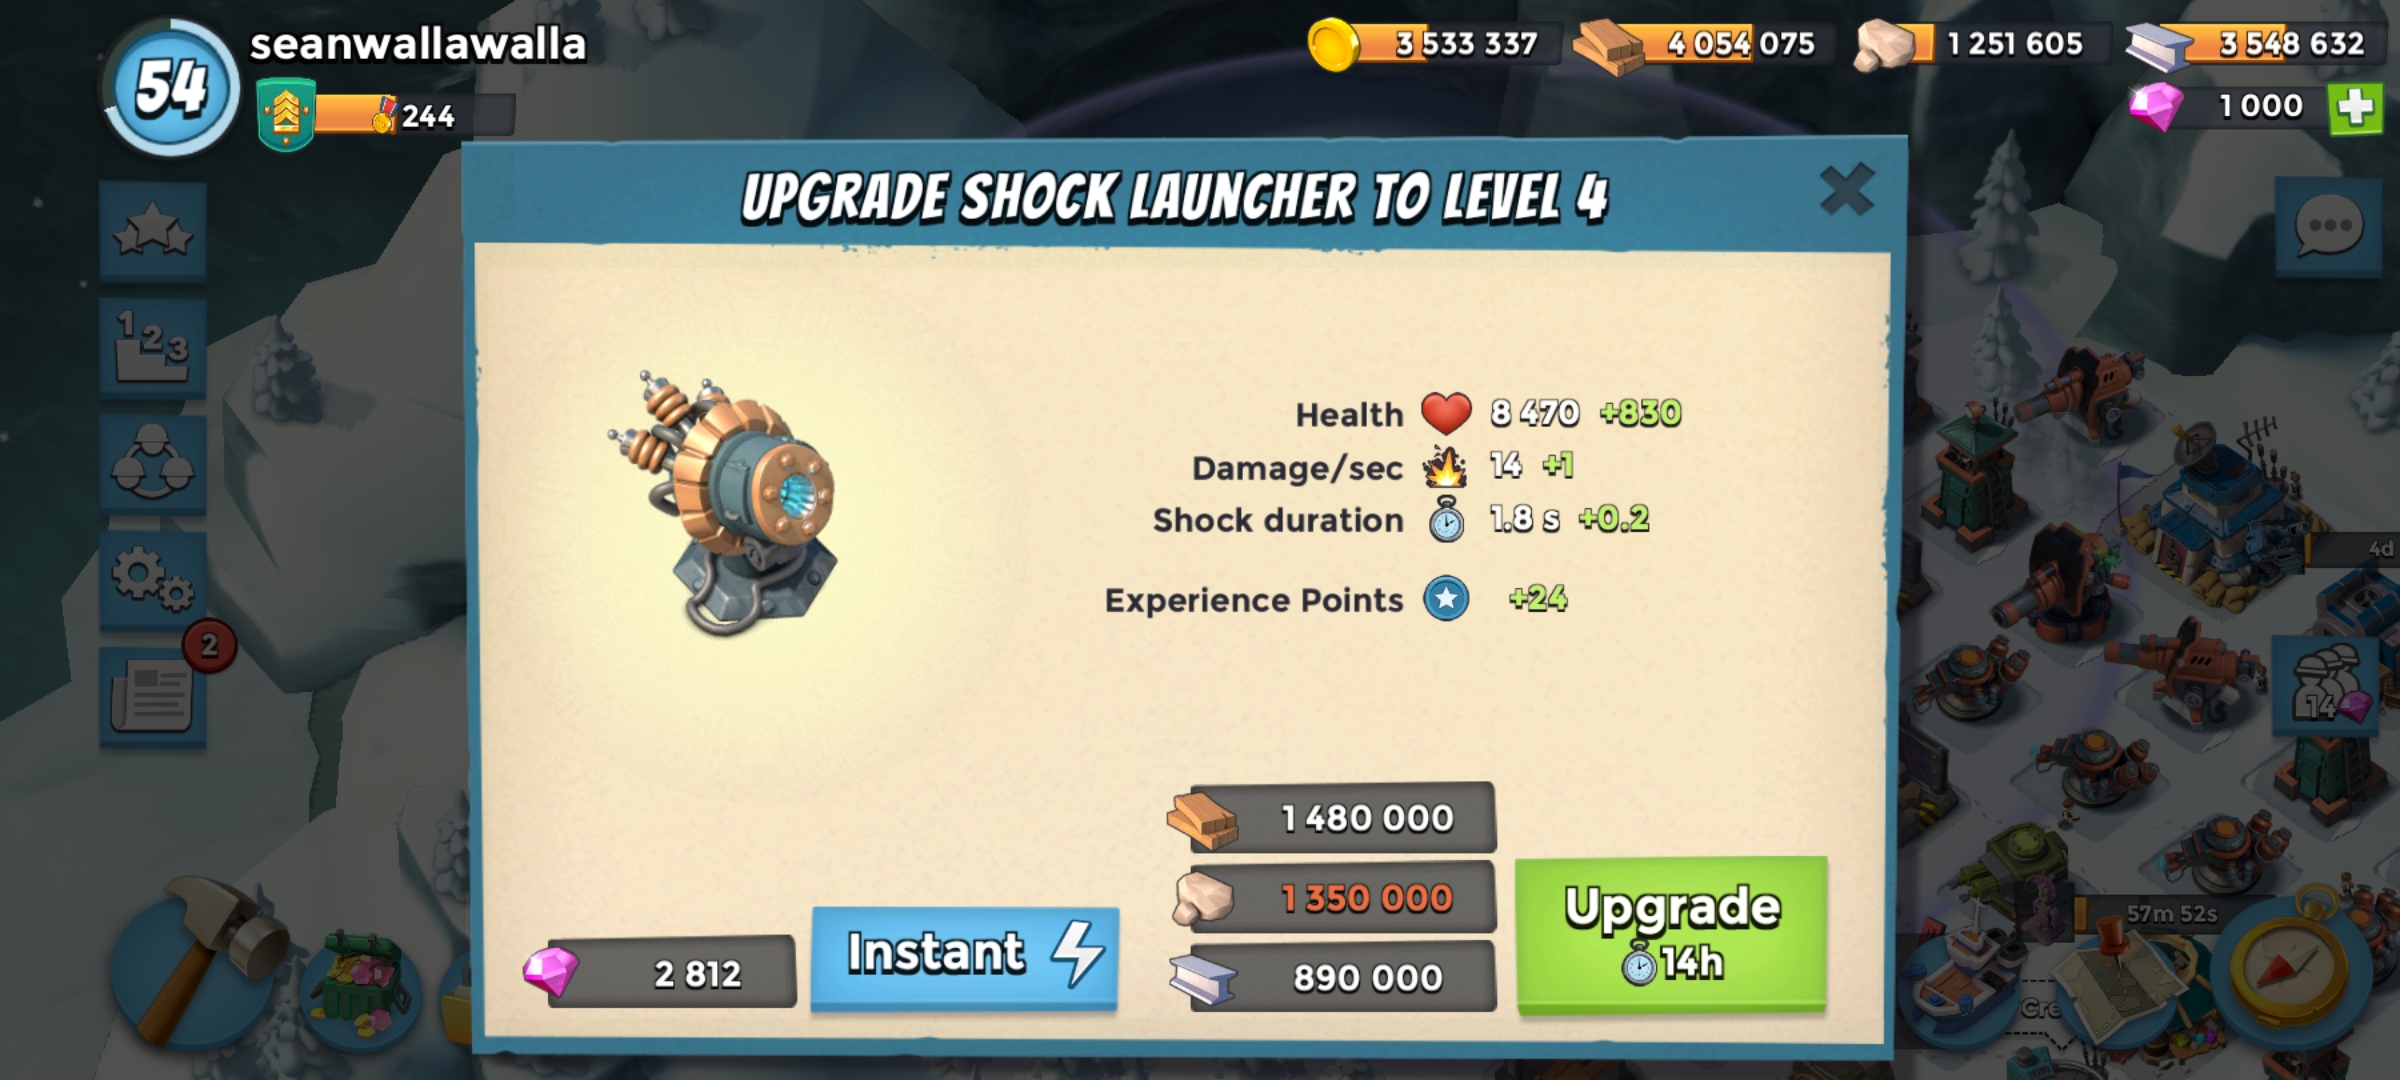 54
seanwallawalla
244
3 533 337
4 054 075
1 251 605
3 548 632
1 000
UPGRADE SHOCK LAUNCHER TO LEVEL 4
1 2 3
2
Health 8 470 +830
Damage/sec 14 +1
Shock duration 1.8 s +0.2
Experience Points +24
4d
14
57m 52s
1 480 000
1 350 000
890 000
2 812
Instant
Upgrade
14h
Cre